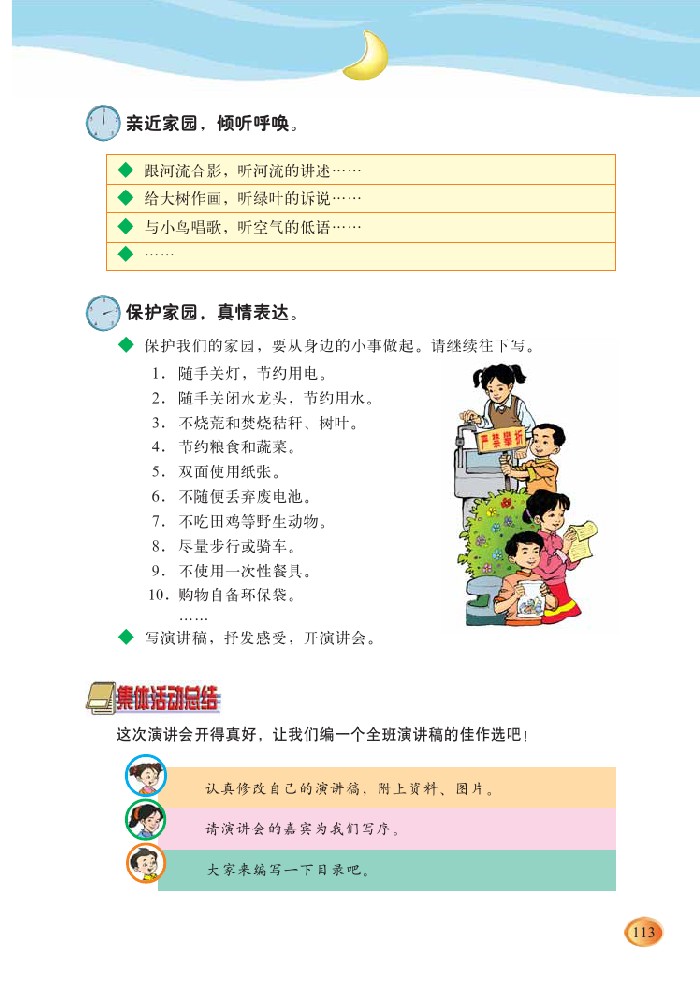 亲近家园，倾听呼唤。
◆ 跟河流合影，听河流的讲述……
◆ 给大树作画，听绿叶的诉说……
◆ 与小鸟唱歌，听空气的低语……
◆ ……
保护家园，真情表达。
◆ 保护我们的家园，要从身边的小事做起。请继续往下写。
1. 随手关灯，节约用电。
2. 随手关闭水龙头，节约用水。
3. 不烧荒和焚烧秸秆、树叶。
4. 节约粮食和蔬菜。
5. 双面使用纸张。
6. 不随便丢弃废电池。
7. 不吃田鸡等野生动物。
8. 尽量步行或骑车。
9. 不使用一次性餐具。
10. 购物自备环保袋。
……
严禁攀折
◆ 写演讲稿，抒发感受，开演讲会。
集体活动总结
这次演讲会开得真好，让我们编一个全班演讲稿的佳作选吧！
认真修改自己的演讲稿，附上资料、图片。
请演讲会的嘉宾为我们写序。
大家来编写一下目录吧。
113